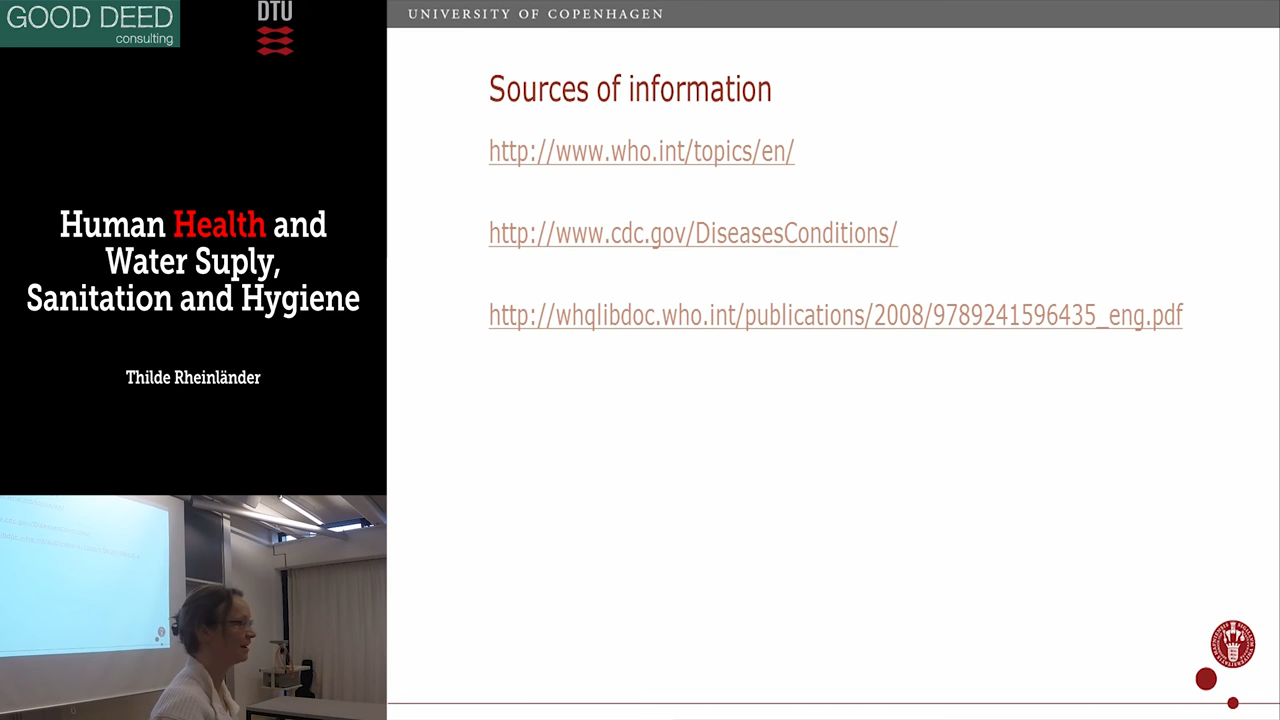 GOOD DEED
consulting
DTU
UNIVERSITY OF COPENHAGEN
Sources of information
http://www.who.int/topics/en/
http://www.cdc.gov/DiseasesConditions/
http://whqlibdoc.who.int/publications/2008/9789241596435_eng.pdf
Human Health and
Water Suply,
Sanitation and Hygiene
Thilde Rheinländer